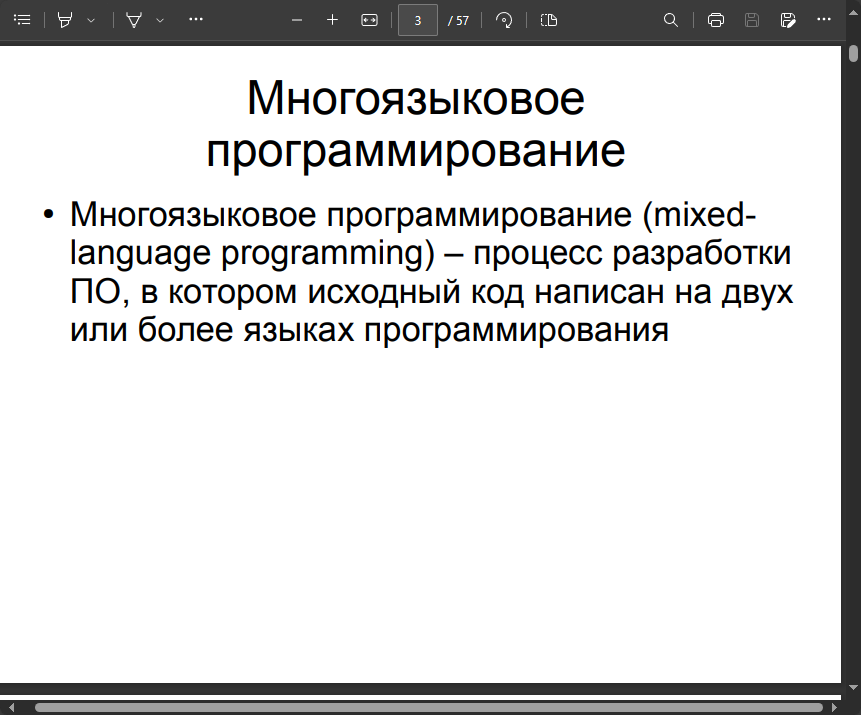 3 / 57
Многоязыковое
программирование
• Многоязыковое программирование (mixed-
language programming) – процесс разработки
ПО, в котором исходный код написан на двух
или более языках программирования